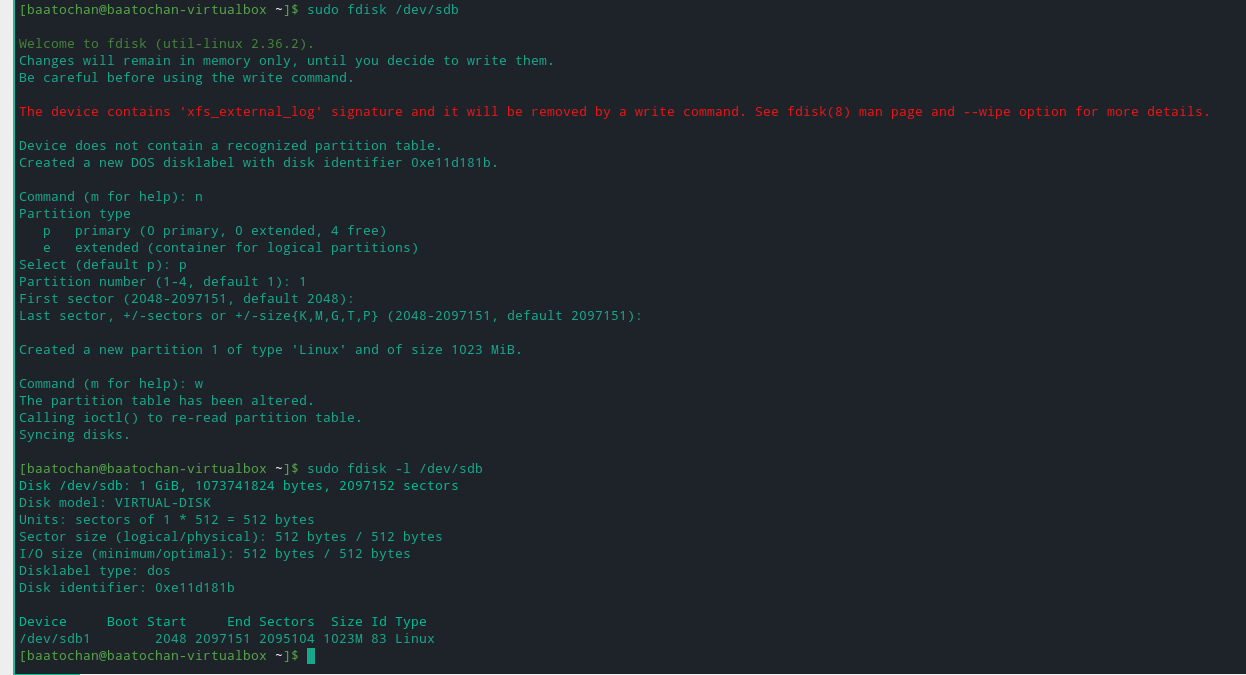 [baatochan@baatochan-virtualbox ~]$ sudo fdisk /dev/sdb
Welcome to fdisk (util-linux 2.36.2).
Changes will remain in memory only, until you decide to write them.
Be careful before using the write command.
The device contains 'xfs_external_log' signature and it will be removed by a write command. See fdisk(8) man page and --wipe option for more details.
Device does not contain a recognized partition table.
Created a new DOS disklabel with disk identifier 0xe11d181b.
Command (m for help): n
Partition type
   p   primary (0 primary, 0 extended, 4 free)
   e   extended (container for logical partitions)
Select (default p): p
Partition number (1-4, default 1): 1
First sector (2048-2097151, default 2048):
Last sector, +/-sectors or +/-size{K,M,G,T,P} (2048-2097151, default 2097151):
Created a new partition 1 of type 'Linux' and of size 1023 MiB.
Command (m for help): w
The partition table has been altered.
Calling ioctl() to re-read partition table.
Syncing disks.
[baatochan@baatochan-virtualbox ~]$ sudo fdisk -l /dev/sdb
Disk /dev/sdb: 1 GiB, 1073741824 bytes, 2097152 sectors
Disk model: VIRTUAL-DISK
Units: sectors of 1 * 512 = 512 bytes
Sector size (logical/physical): 512 bytes / 512 bytes
I/O size (minimum/optimal): 512 bytes / 512 bytes
Disklabel type: dos
Disk identifier: 0xe11d181b
Device     Boot Start     End Sectors  Size Id Type
/dev/sdb1        2048 2097151 2095104 1023M 83 Linux
[baatochan@baatochan-virtualbox ~]$